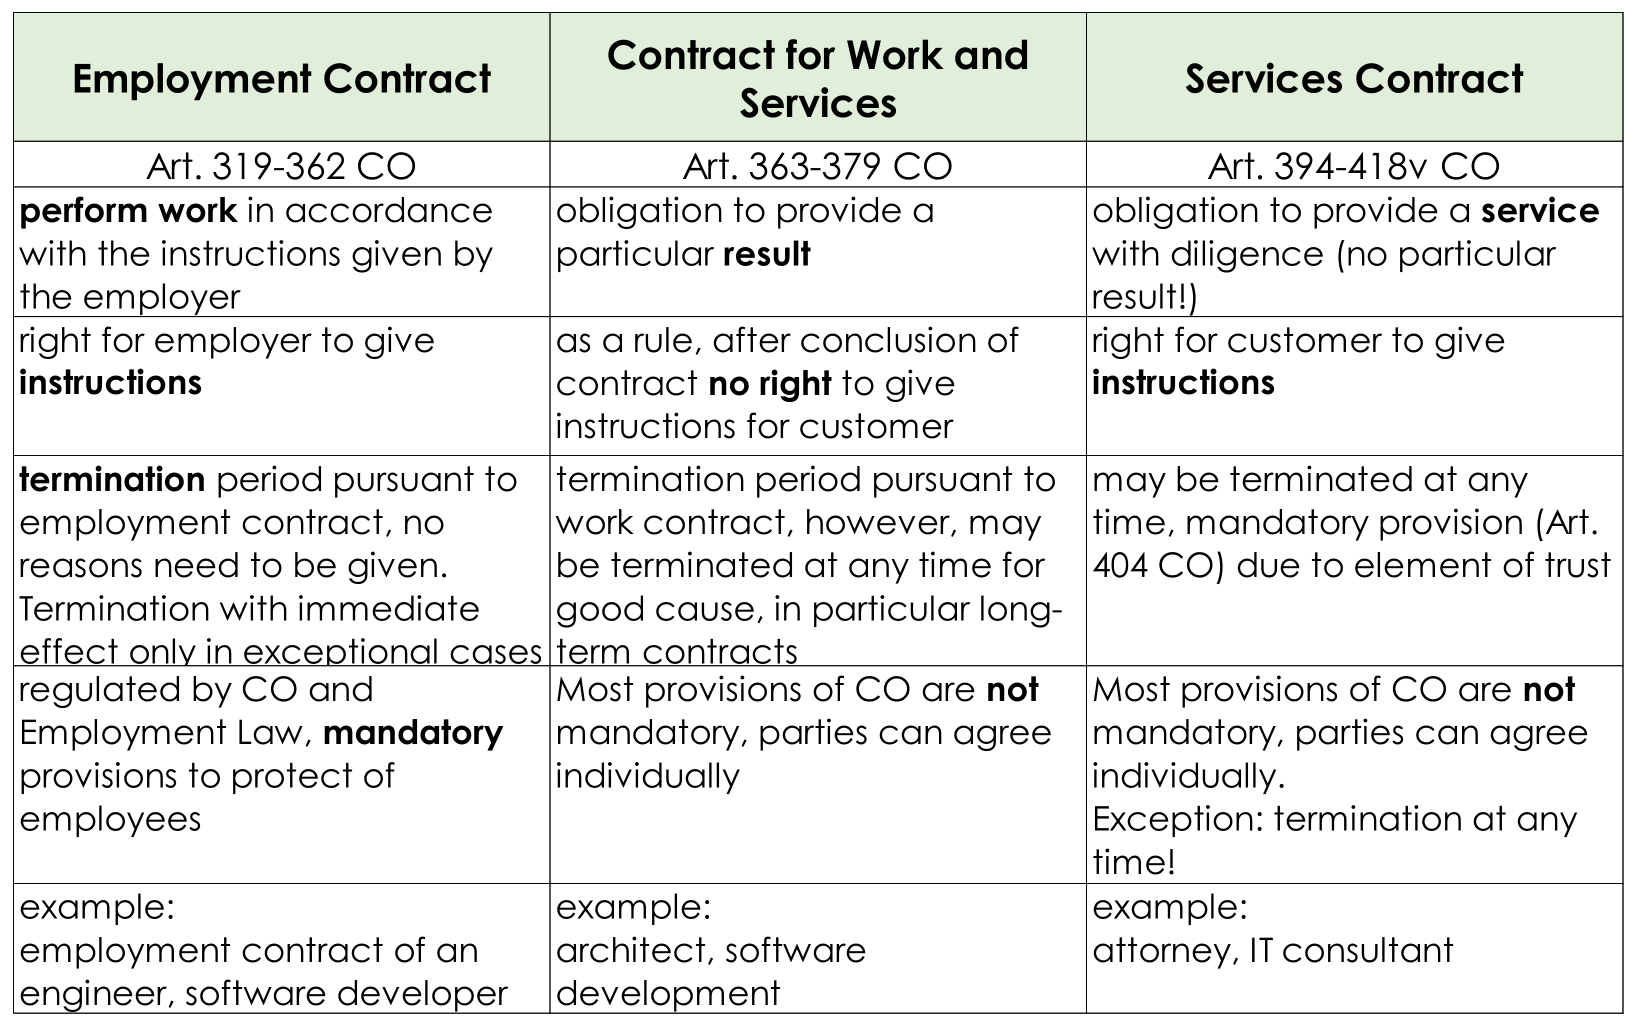 Employment Contract
Contract for Work and
Services
Services Contract
Art. 319-362 CO
Art. 363-379 CO
Art. 394-418v CO
perform work in accordance
with the instructions given by
the employer
obligation to provide a
particular result
obligation to provide a service
with diligence (no particular
result!)
right for employer to give
instructions
as a rule, after conclusion of
contract no right to give
instructions for customer
right for customer to give
instructions
termination period pursuant to
employment contract, no
reasons need to be given.
Termination with immediate
effect only in exceptional cases
termination period pursuant to
work contract, however, may
be terminated at any time for
good cause, in particular long-
term contracts
may be terminated at any
time, mandatory provision (Art.
404 CO) due to element of trust
regulated by CO and
Employment Law, mandatory
provisions to protect of
employees
Most provisions of CO are not
mandatory, parties can agree
individually
Most provisions of CO are not
mandatory, parties can agree
individually.
Exception: termination at any
time!
example:
employment contract of an
engineer, software developer
example:
architect, software
development
example:
attorney, IT consultant